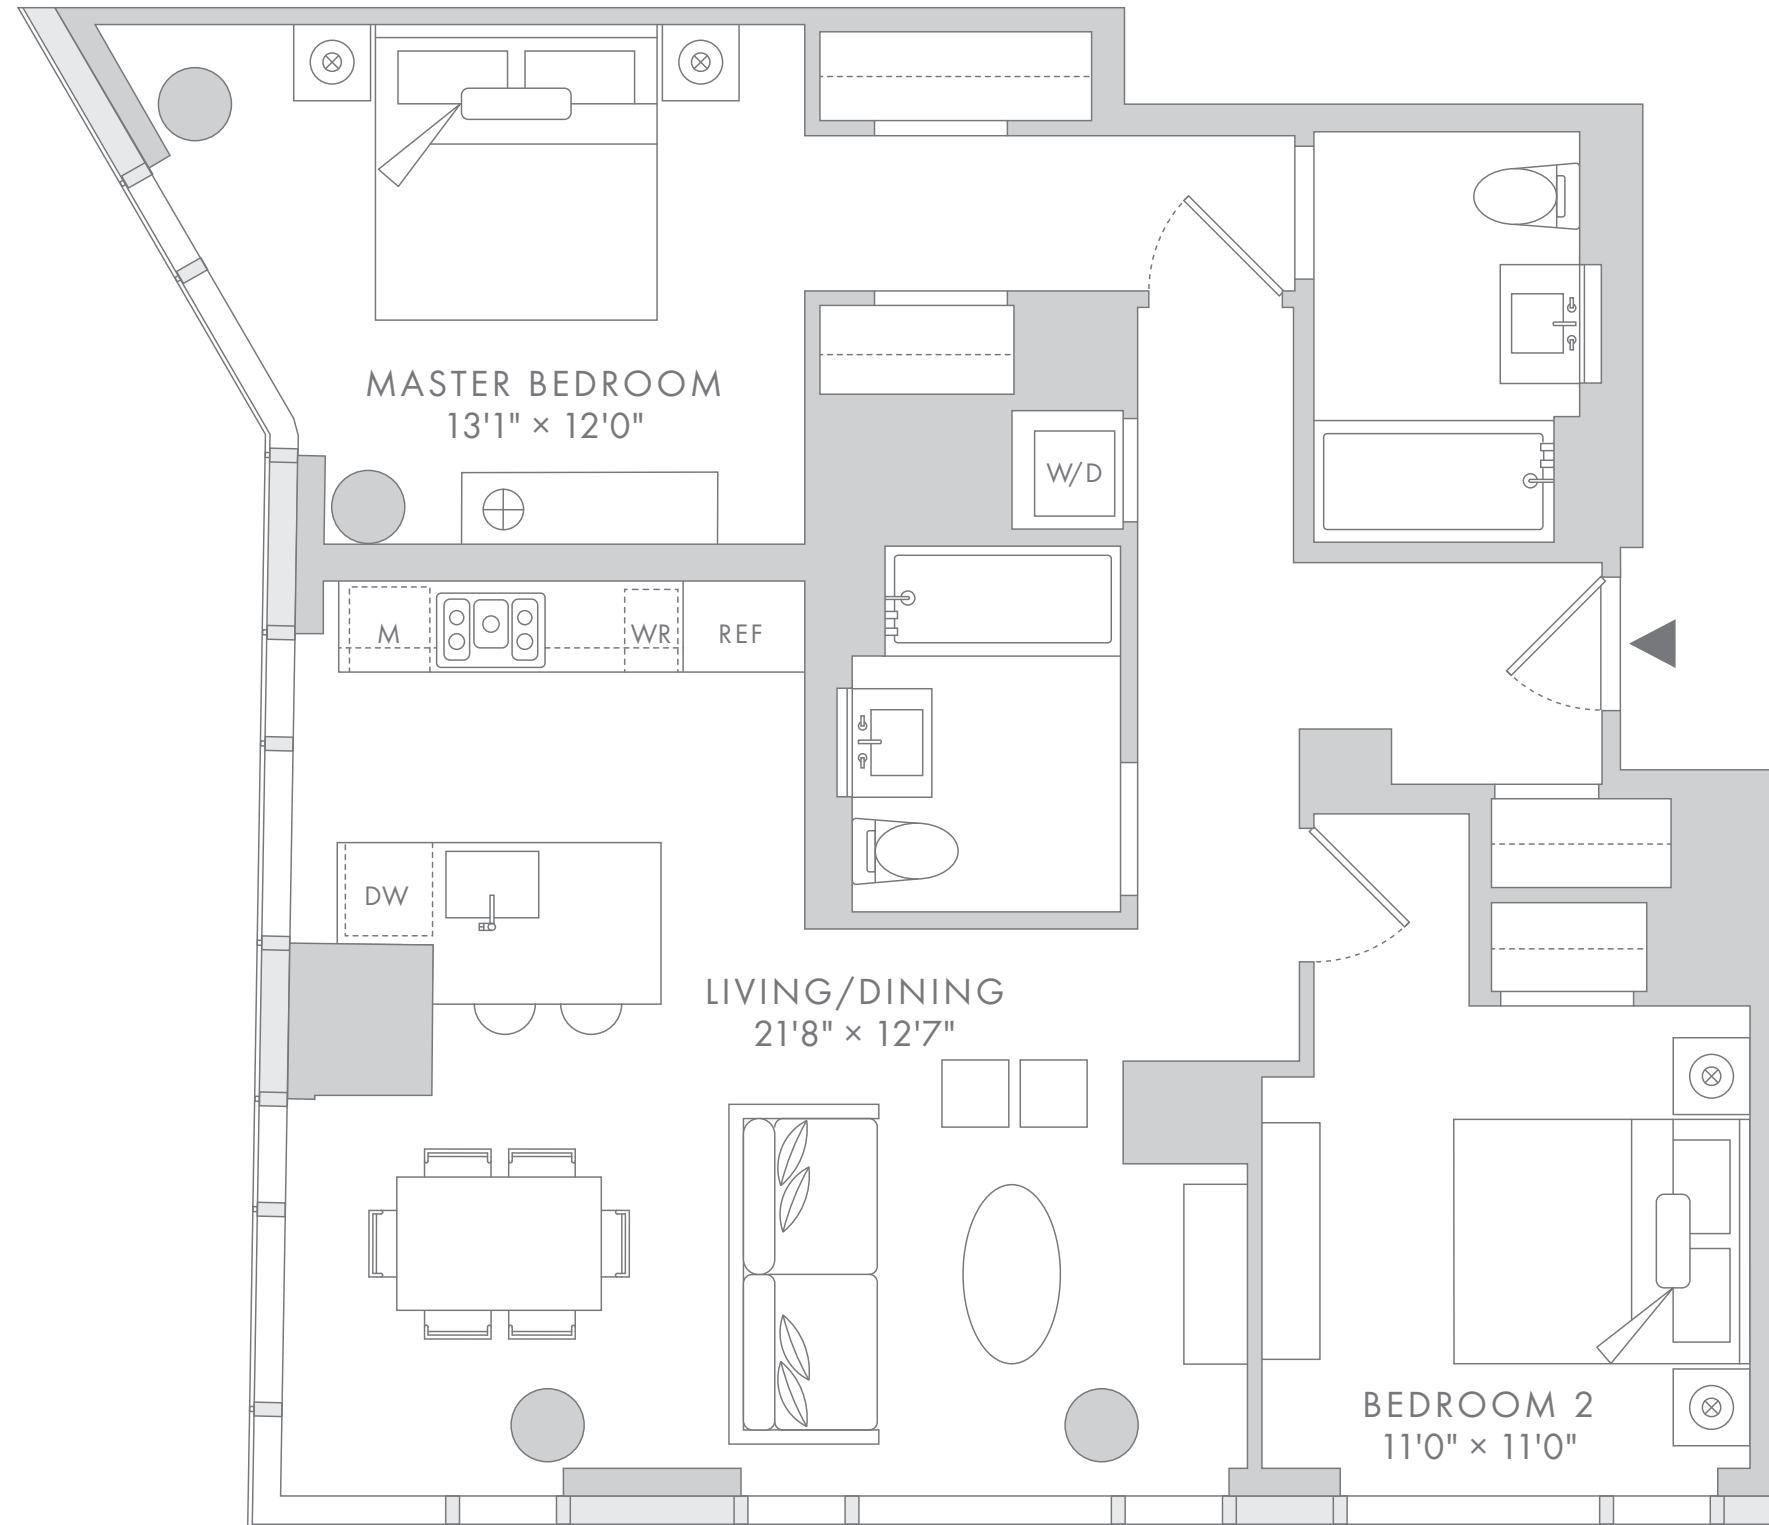 MASTER BEDROOM
13'1" × 12'0"
W/D
M
WR
REF
DW
LIVING/DINING
21'8" × 12'7"
BEDROOM 2
11'0" × 11'0"